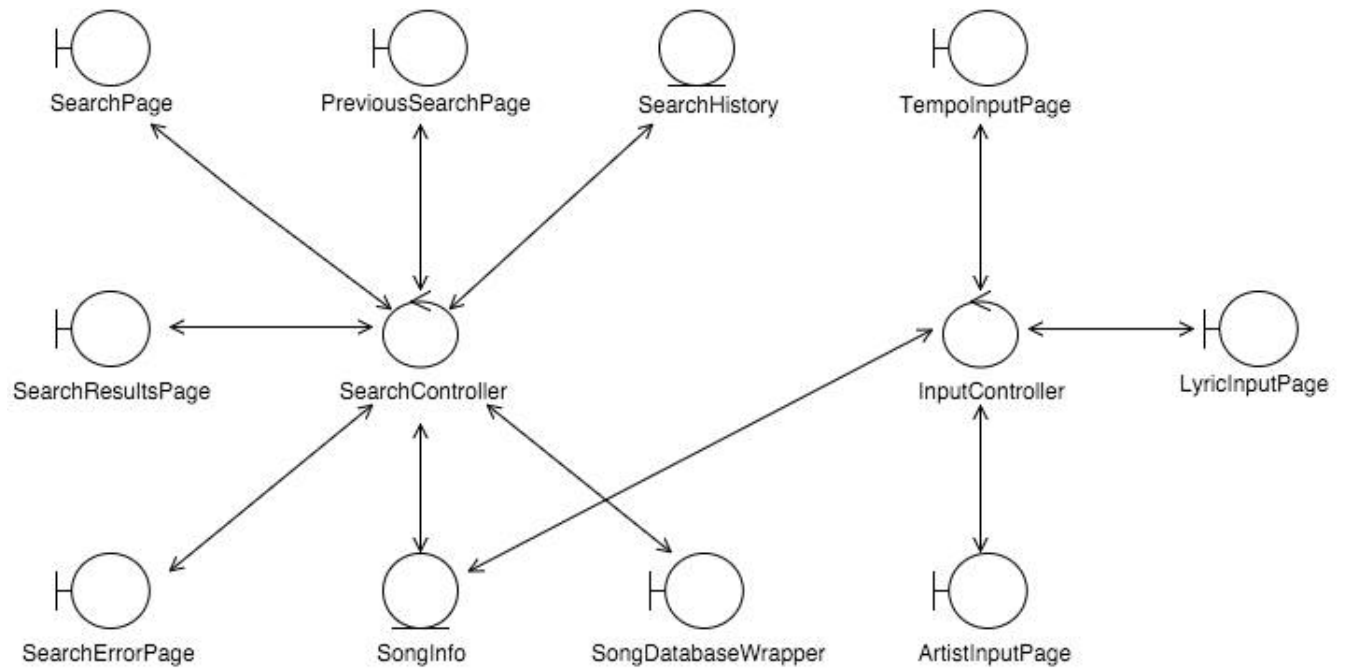 SearchPage
PreviousSearchPage
SearchHistory
TempoInputPage
SearchResultsPage
SearchController
InputController
LyricInputPage
SearchErrorPage
SongInfo
SongDatabaseWrapper
ArtistInputPage